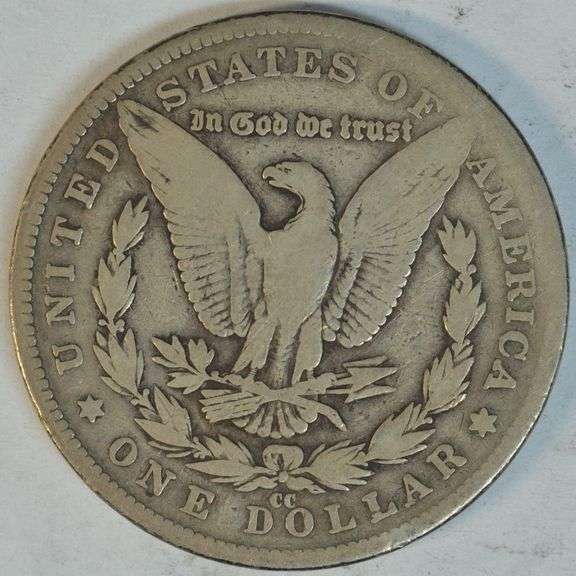 UNITED STATES OF AMERICA
In God we trust
CC
ONE DOLLAR